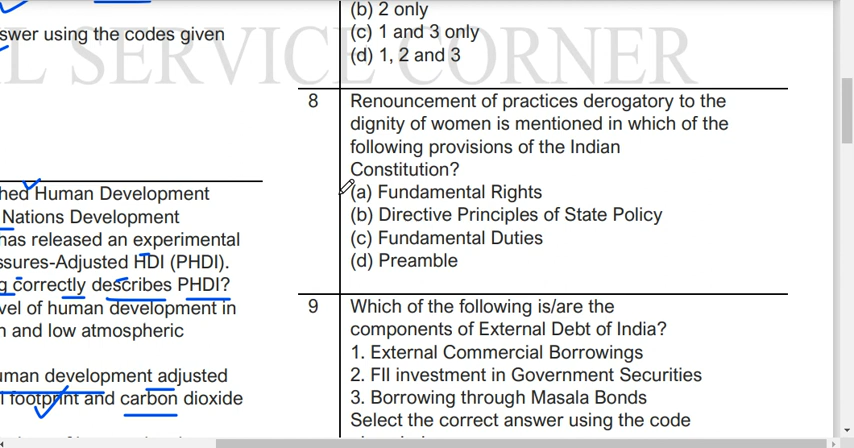 swer using the codes given
hed Human Development
Nations Development
has released an experimental
ssures-Adjusted HDI (PHDI).
g correctly describes PHDI?
vel of human development in
n and low atmospheric
uman development adjusted
l footprint and carbon dioxide
L SERVICE CORNER
(b) 2 only
(c) 1 and 3 only
(d) 1, 2 and 3
8 Renouncement of practices derogatory to the
dignity of women is mentioned in which of the
following provisions of the Indian
Constitution?
(a) Fundamental Rights
(b) Directive Principles of State Policy
(c) Fundamental Duties
(d) Preamble
9 Which of the following is/are the
components of External Debt of India?
1. External Commercial Borrowings
2. FII investment in Government Securities
3. Borrowing through Masala Bonds
Select the correct answer using the code